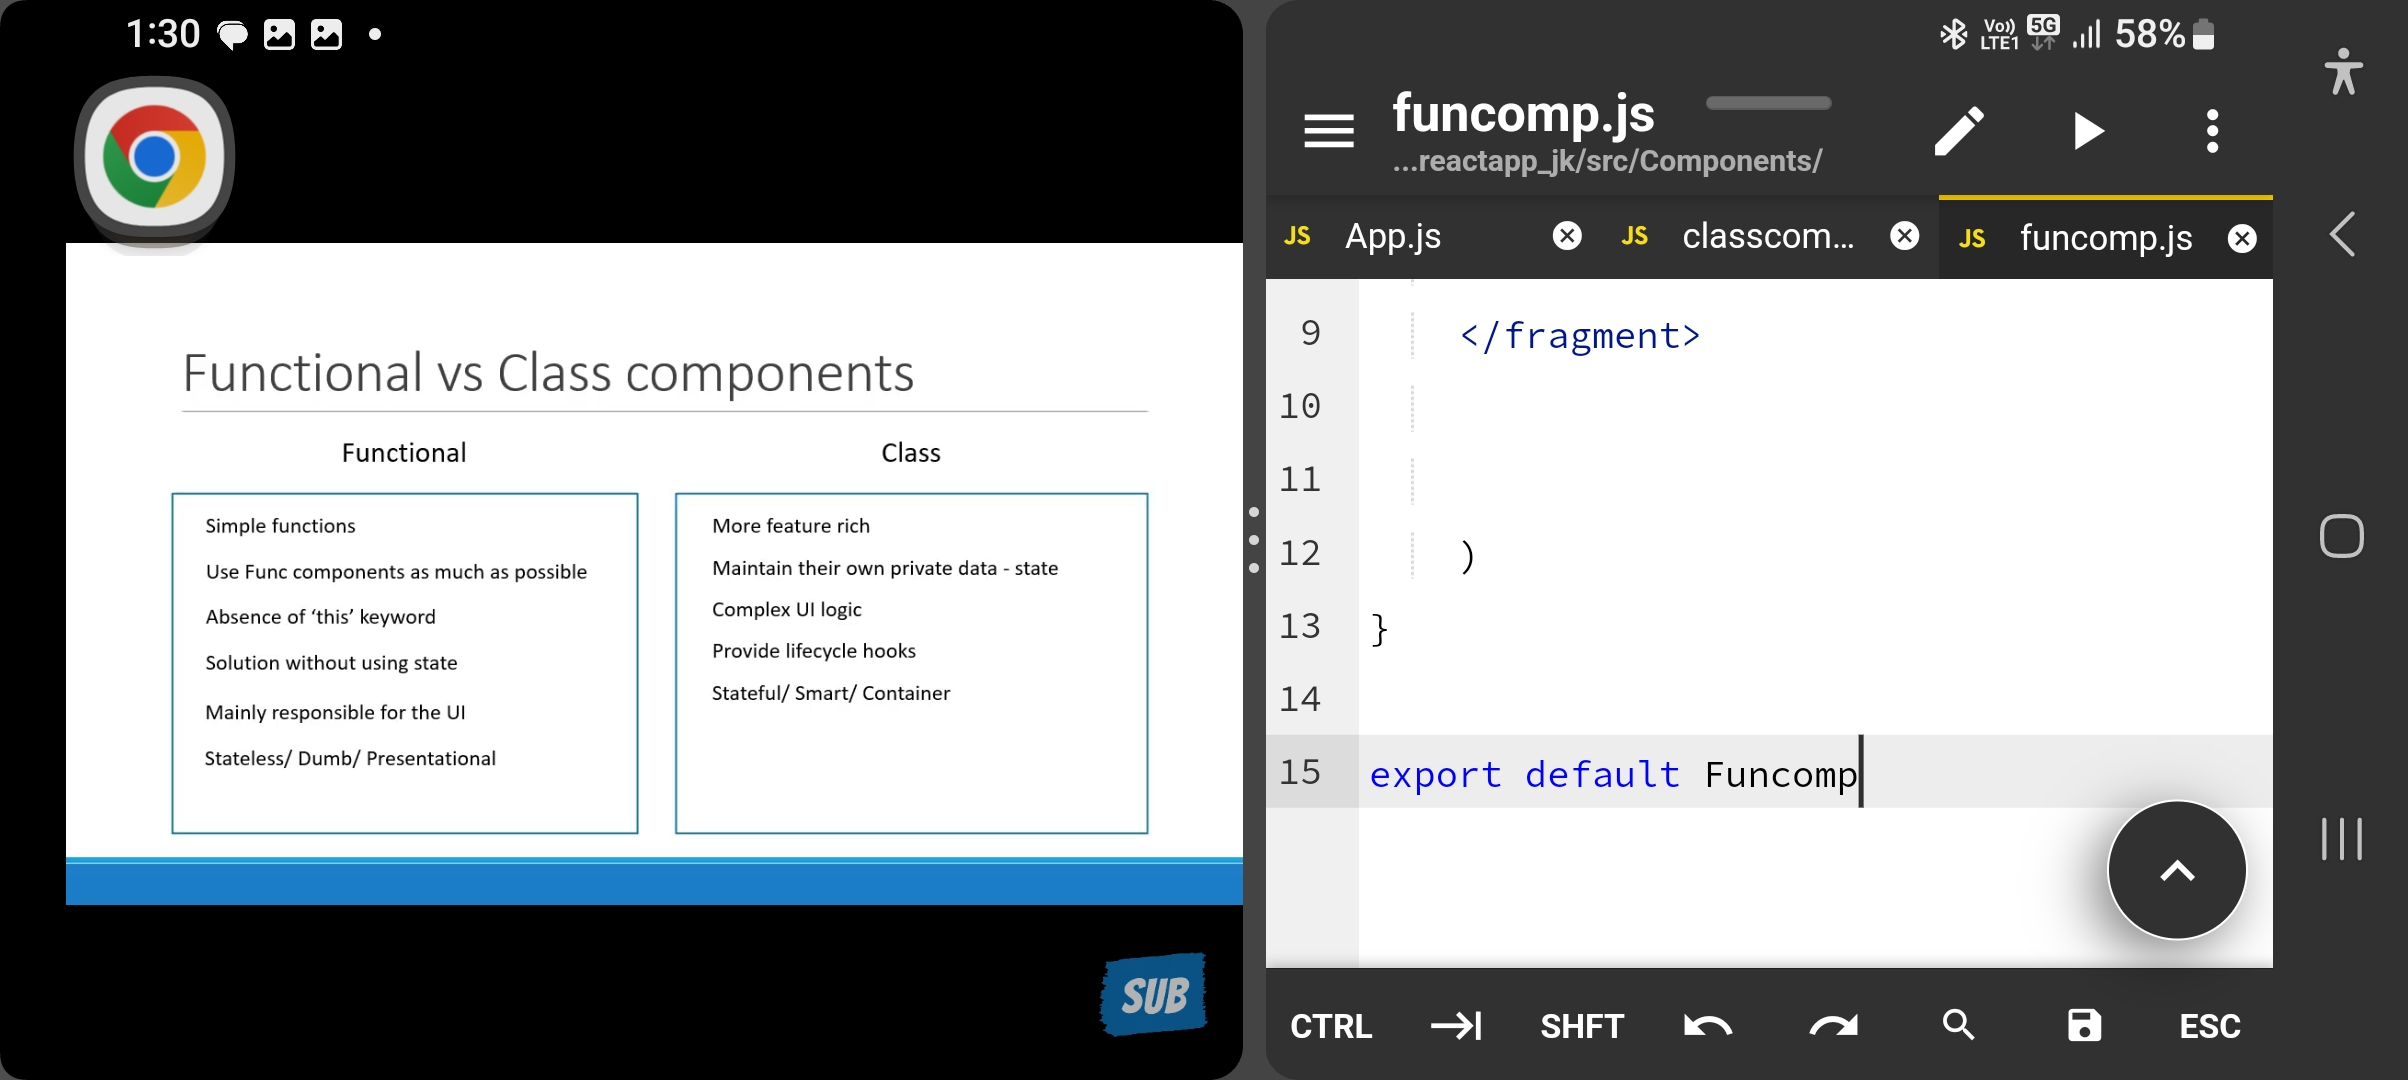 1:30
Functional vs Class components
Functional
Simple functions
Use Func components as much as possible
Absence of ‘this’ keyword
Solution without using state
Mainly responsible for the UI
Stateless/ Dumb/ Presentational
Class
More feature rich
Maintain their own private data - state
Complex UI logic
Provide lifecycle hooks
Stateful/ Smart/ Container
SUB
Vo)) LTE1 5G 58%
funcomp.js
...reactapp_jk/src/Components/
JS App.js JS classcom... JS funcomp.js
9 </fragment>
10
11
12 )
13 }
14
15 export default Funcomp
CTRL SHFT ESC